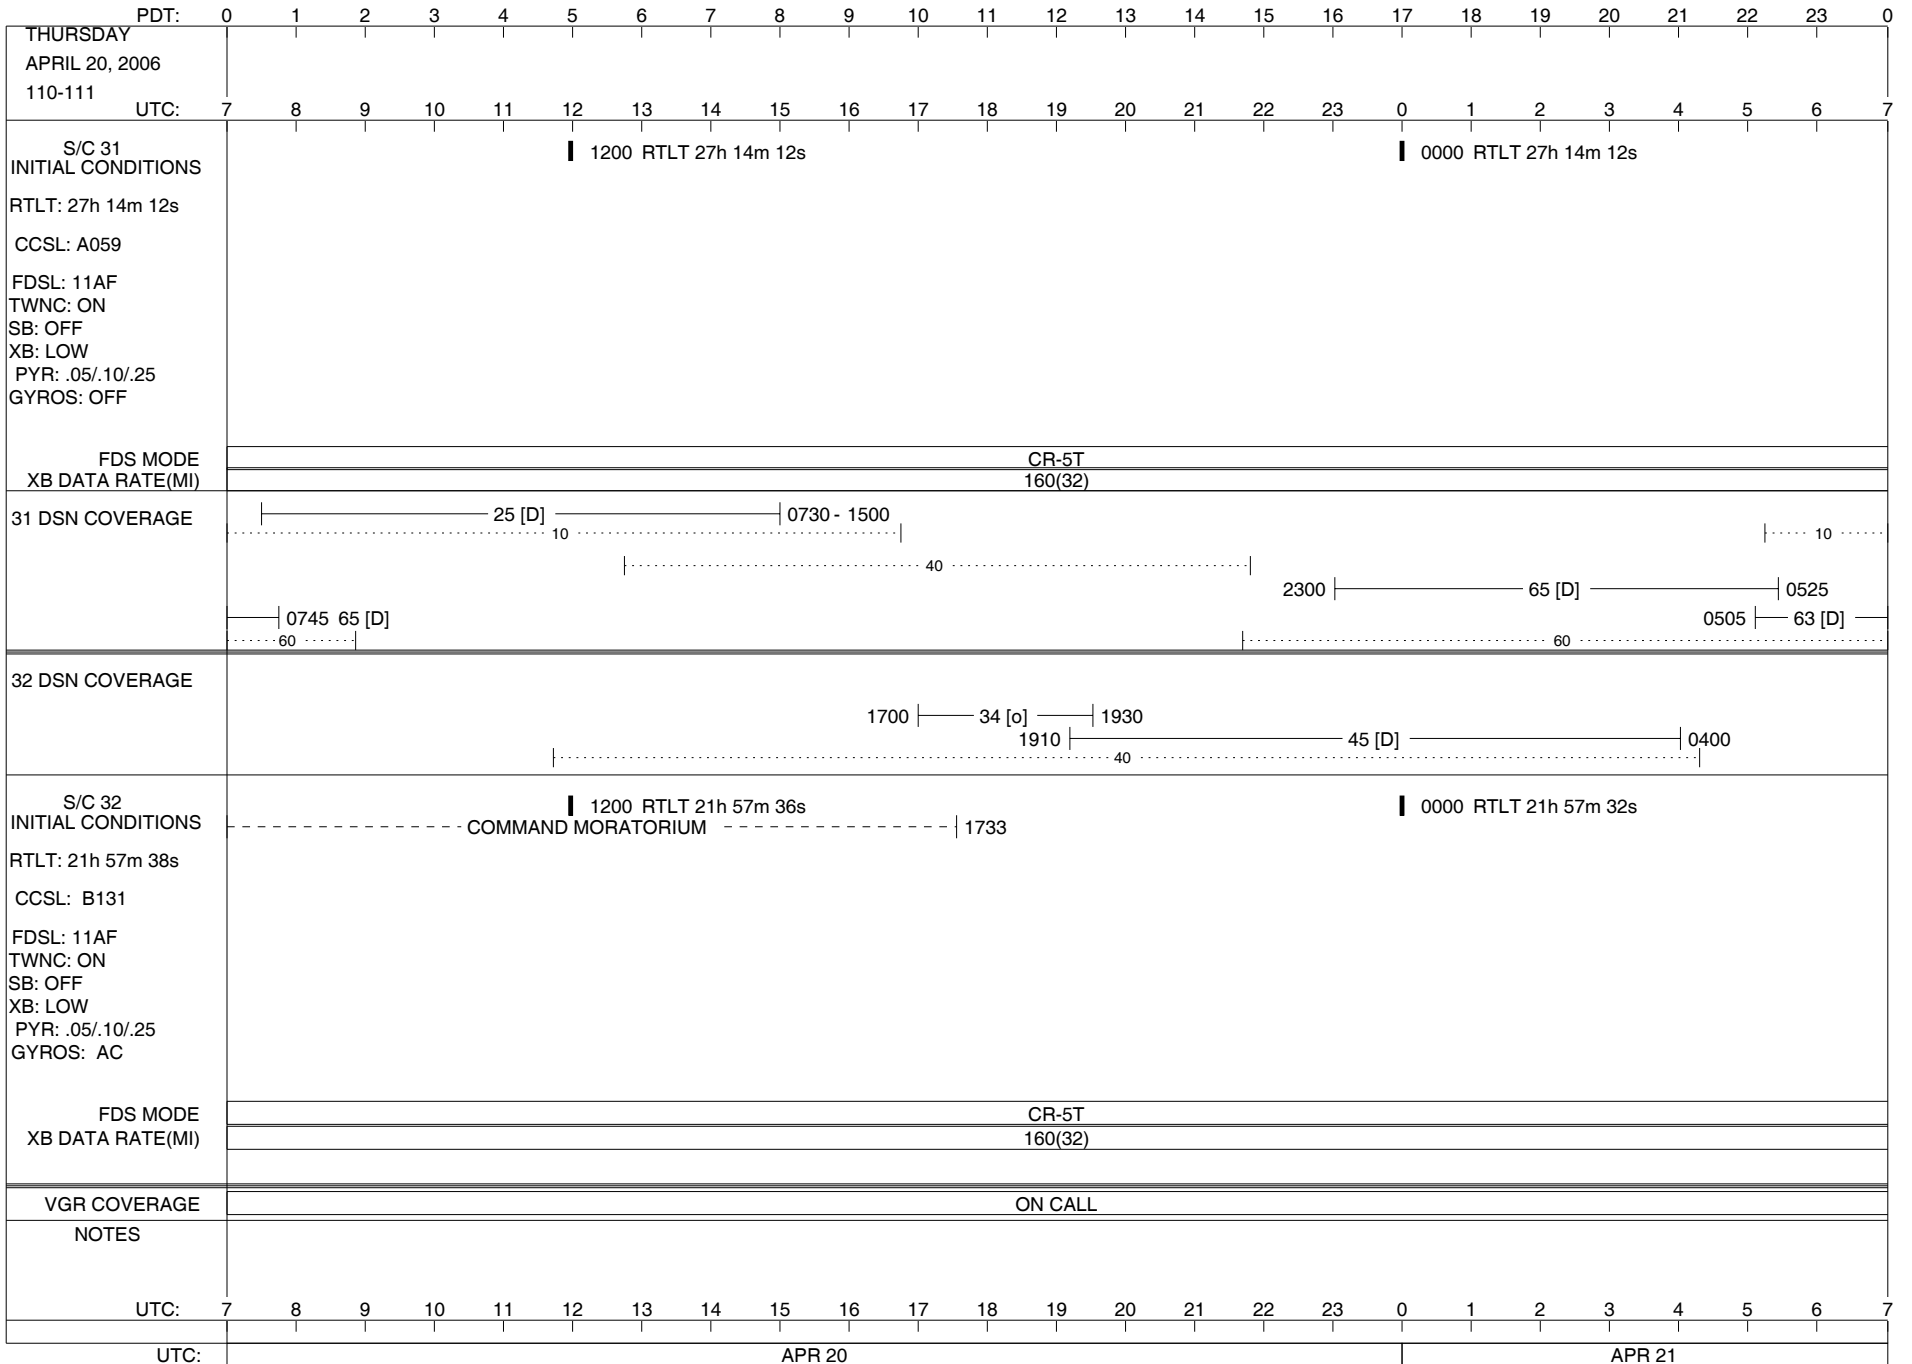 PDT: 0 1 2 3 4 5 6 7 8 9 10 11 12 13 14 15 16 17 18 19 20 21 22 23 0
THURSDAY
APRIL 20, 2006
110-111
UTC: 7 8 9 10 11 12 13 14 15 16 17 18 19 20 21 22 23 0 1 2 3 4 5 6 7
S/C 31
INITIAL CONDITIONS
1200 RTLT 27h 14m 12s
0000 RTLT 27h 14m 12s
RTLT: 27h 14m 12s
CCSL: A059
FDSL: 11AF
TWNC: ON
SB: OFF
XB: LOW
PYR: .05/.10/.25
GYROS: OFF
FDS MODE CR-5T
XB DATA RATE(MI) 160(32)
31 DSN COVERAGE
25 [D] 0730 - 1500
10 10
40
2300 65 [D] 0525
0745 65 [D] 0505 63 [D]
60 60
32 DSN COVERAGE
1700 34 [o] 1930
1910 45 [D] 0400
40
S/C 32
INITIAL CONDITIONS
1200 RTLT 21h 57m 36s
0000 RTLT 21h 57m 32s
COMMAND MORATORIUM 1733
RTLT: 21h 57m 38s
CCSL: B131
FDSL: 11AF
TWNC: ON
SB: OFF
XB: LOW
PYR: .05/.10/.25
GYROS: AC
FDS MODE CR-5T
XB DATA RATE(MI) 160(32)
VGR COVERAGE ON CALL
NOTES
UTC: 7 8 9 10 11 12 13 14 15 16 17 18 19 20 21 22 23 0 1 2 3 4 5 6 7
UTC: APR 20 APR 21